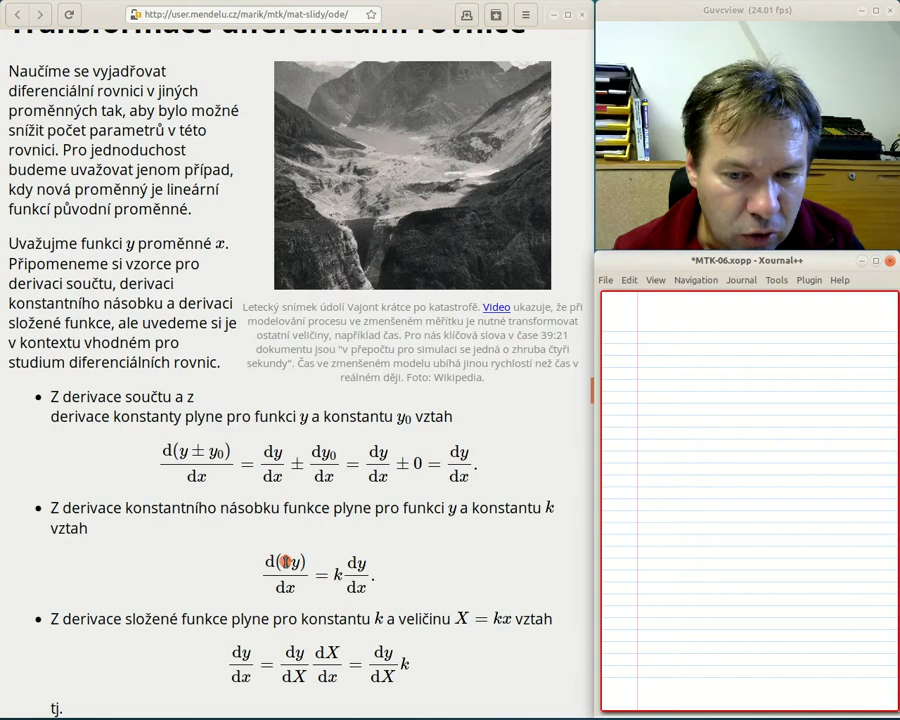 http://user.mendelu.cz/marik/mtk/mat-slidy/ode/
Transformace diferenciální rovnice
Naučíme se vyjadřovat
diferenciální rovnici v jiných
proměnných tak, aby bylo možné
snížit počet parametrů v této
rovnici. Pro jednoduchost
budeme uvažovat jenom případ,
kdy nová proměnný je lineární
funkcí původní proměnné.
Uvažujme funkci y proměnné x.
Připomeneme si vzorce pro
derivaci součtu, derivaci
konstantního násobku a derivaci
složené funkce, ale uvedeme si je
v kontextu vhodném pro
studium diferenciálních rovnic.
Letecký snímek údolí Vajont krátce po katastrofě. Video ukazuje, že při
modelování procesu ve zmenšeném měřítku je nutné transformovat
ostatní veličiny, například čas. Pro nás klíčová slova v čase 39:21
dokumentu jsou "v přepočtu pro simulaci se jedná o zhruba čtyři
sekundy". Čas ve zmenšeném modelu ubíhá jinou rychlostí než čas v
reálném ději. Foto: Wikipedia.
• Z derivace součtu a z
derivace konstanty plyne pro funkci y a konstantu y₀ vztah
d(y ± y₀)/dx = dy/dx ± dy₀/dx = dy/dx ± 0 = dy/dx.
• Z derivace konstantního násobku funkce plyne pro funkci y a konstantu k
vztah
d(ky)/dx = k dy/dx.
• Z derivace složené funkce plyne pro konstantu k a veličinu X = kx vztah
dy/dx = dy/dX dX/dx = dy/dX k
tj.
Guvcview (24.01 fps)
*MTK-06.xopp - Xournal++
File Edit View Navigation Journal Tools Plugin Help